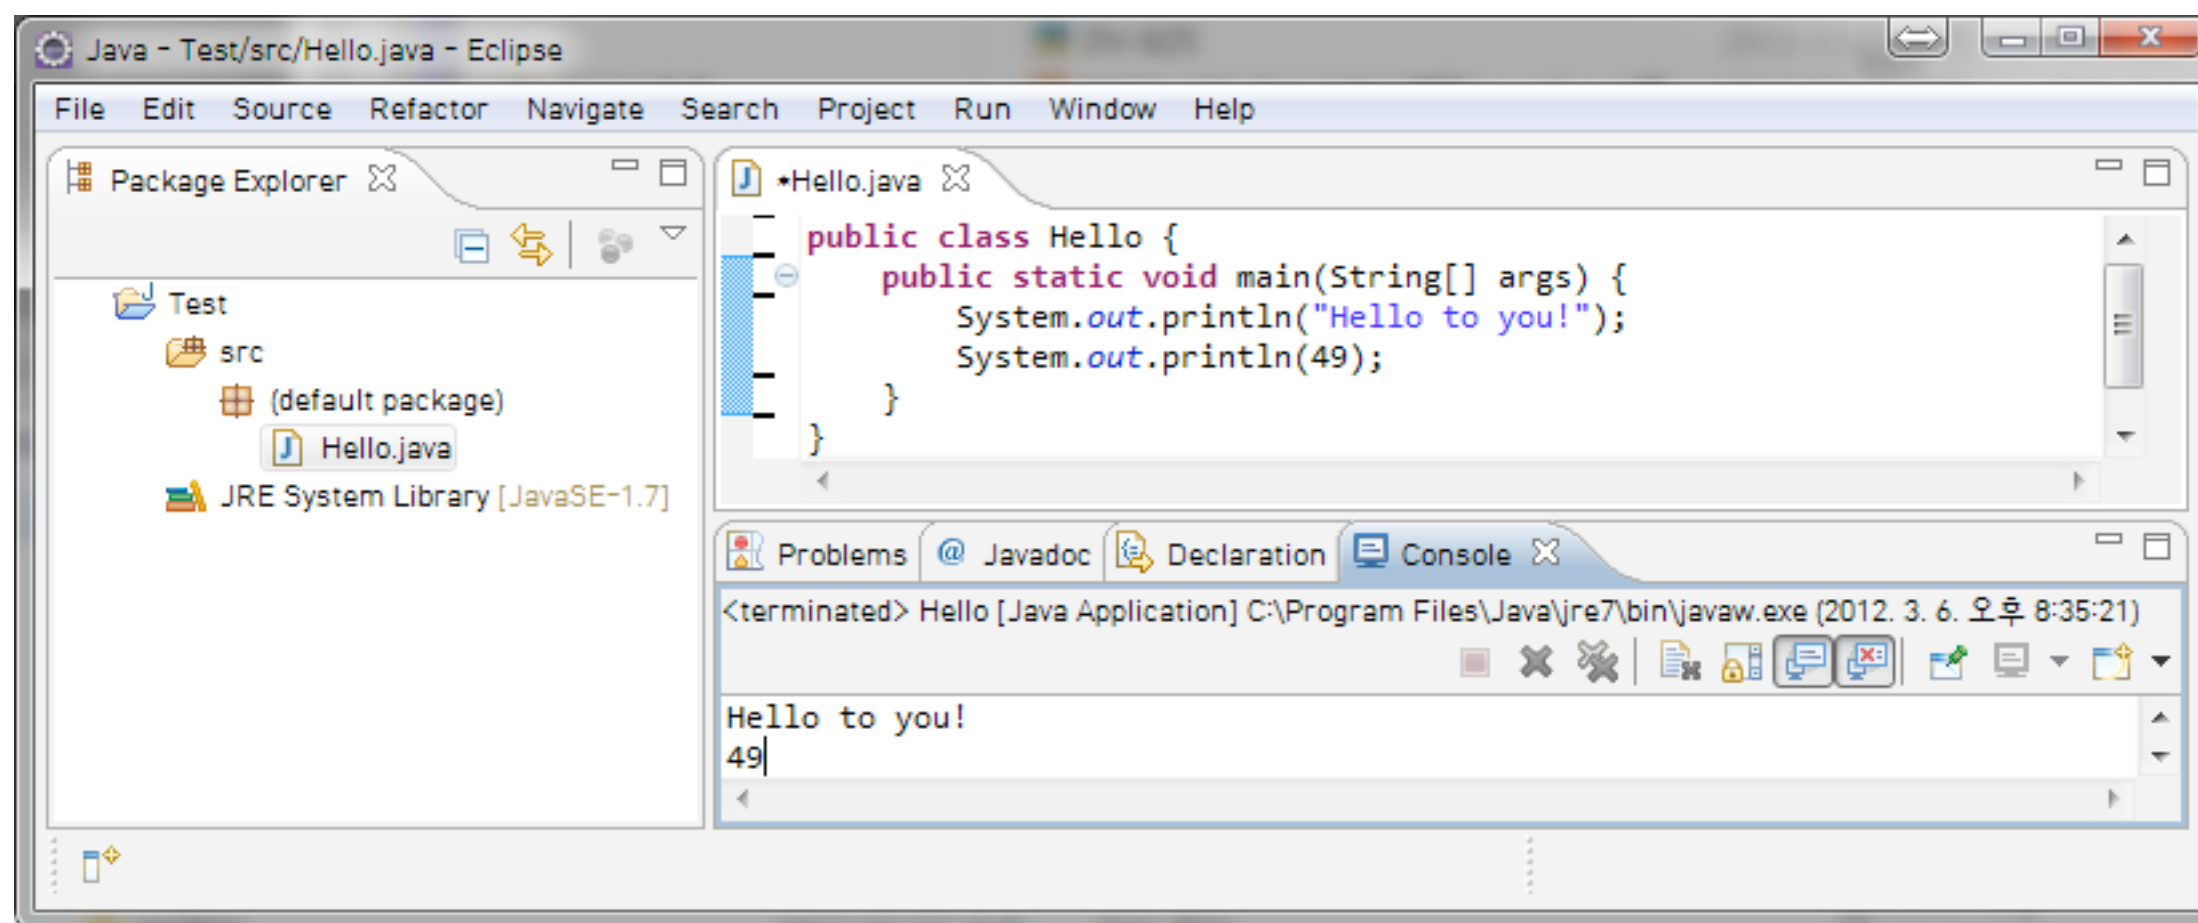 Java - Test/src/Hello.java - Eclipse
File Edit Source Refactor Navigate Search Project Run Window Help
Package Explorer
Test
src
(default package)
Hello.java
JRE System Library [JavaSE-1.7]
*Hello.java
public class Hello {
public static void main(String[] args) {
System.out.println("Hello to you!");
System.out.println(49);
}
}
Problems @ Javadoc Declaration Console
<terminated> Hello [Java Application] C:\Program Files\Java\jre7\bin\javaw.exe (2012. 3. 6. 오후 8:35:21)
Hello to you!
49